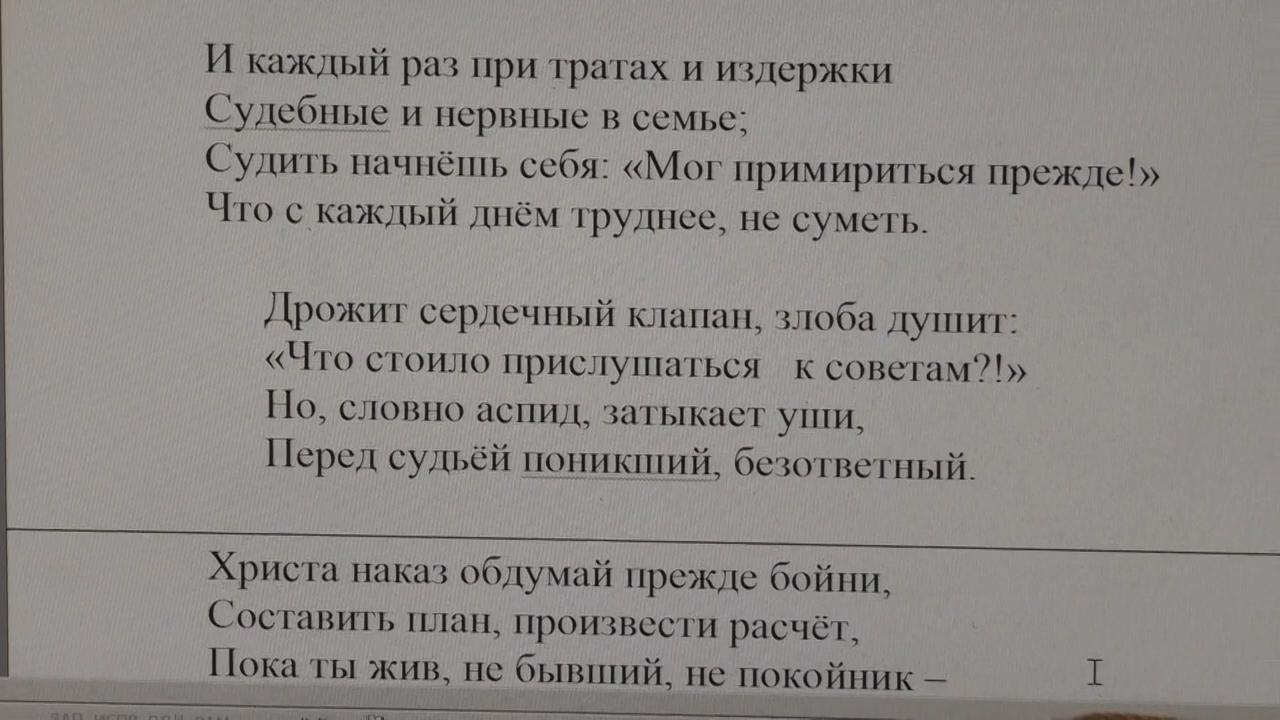 И каждый раз при тратах и издержки
Судебные и нервные в семье;
Судить начнёшь себя: «Мог примириться прежде!»
Что с каждый днём труднее, не суметь.
Дрожит сердечный клапан, злоба душит:
«Что стоило прислушаться к советам?!»
Но, словно аспид, затыкает уши,
Перед судьёй поникший, безответный.
Христа наказ обдумай прежде бойни,
Составить план, произвести расчёт,
Пока ты жив, не бывший, не покойник –